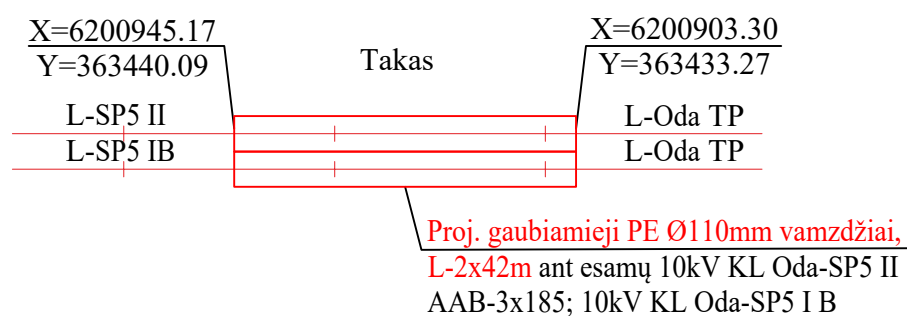 X=6200945.17
Y=363440.09
Takas
X=6200903.30
Y=363433.27
L-SP5 II
L-Oda TP
L-SP5 IB
L-Oda TP
Proj. gaubiamieji PE Ø110mm vamzdžiai,
L-2x42m ant esamų 10kV KL Oda-SP5 II
AAB-3x185; 10kV KL Oda-SP5 I B